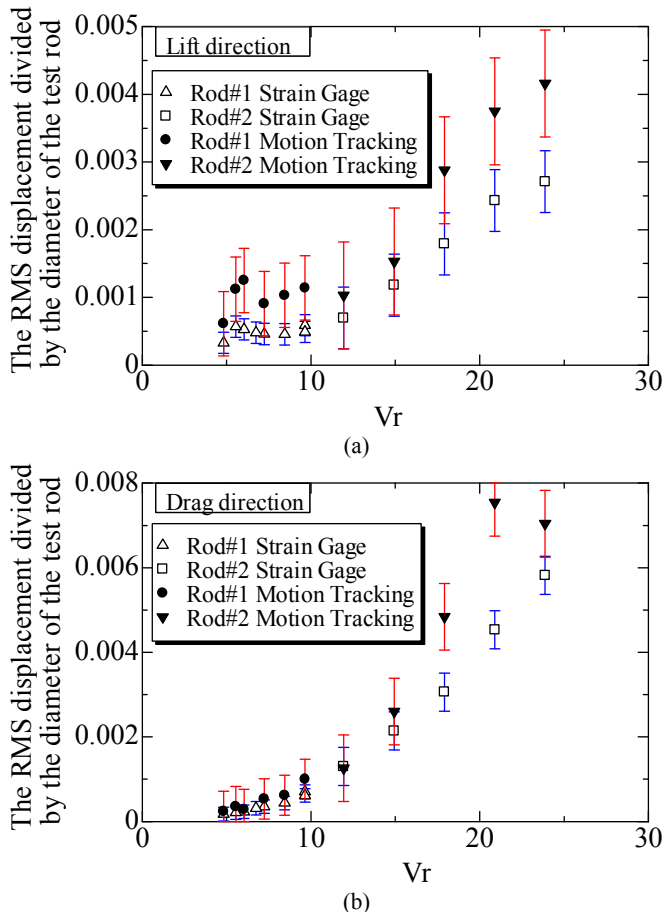 The RMS displacement divided
by the diameter of the test rod
0.005
0.004
0.003
0.002
0.001
0
Lift direction
Rod#1 Strain Gage
Rod#2 Strain Gage
Rod#1 Motion Tracking
Rod#2 Motion Tracking
0 10 20 30
Vr
(a)
The RMS displacement divided
by the diameter of the test rod
0.008
0.006
0.004
0.002
0
Drag direction
Rod#1 Strain Gage
Rod#2 Strain Gage
Rod#1 Motion Tracking
Rod#2 Motion Tracking
0 10 20 30
Vr
(b)